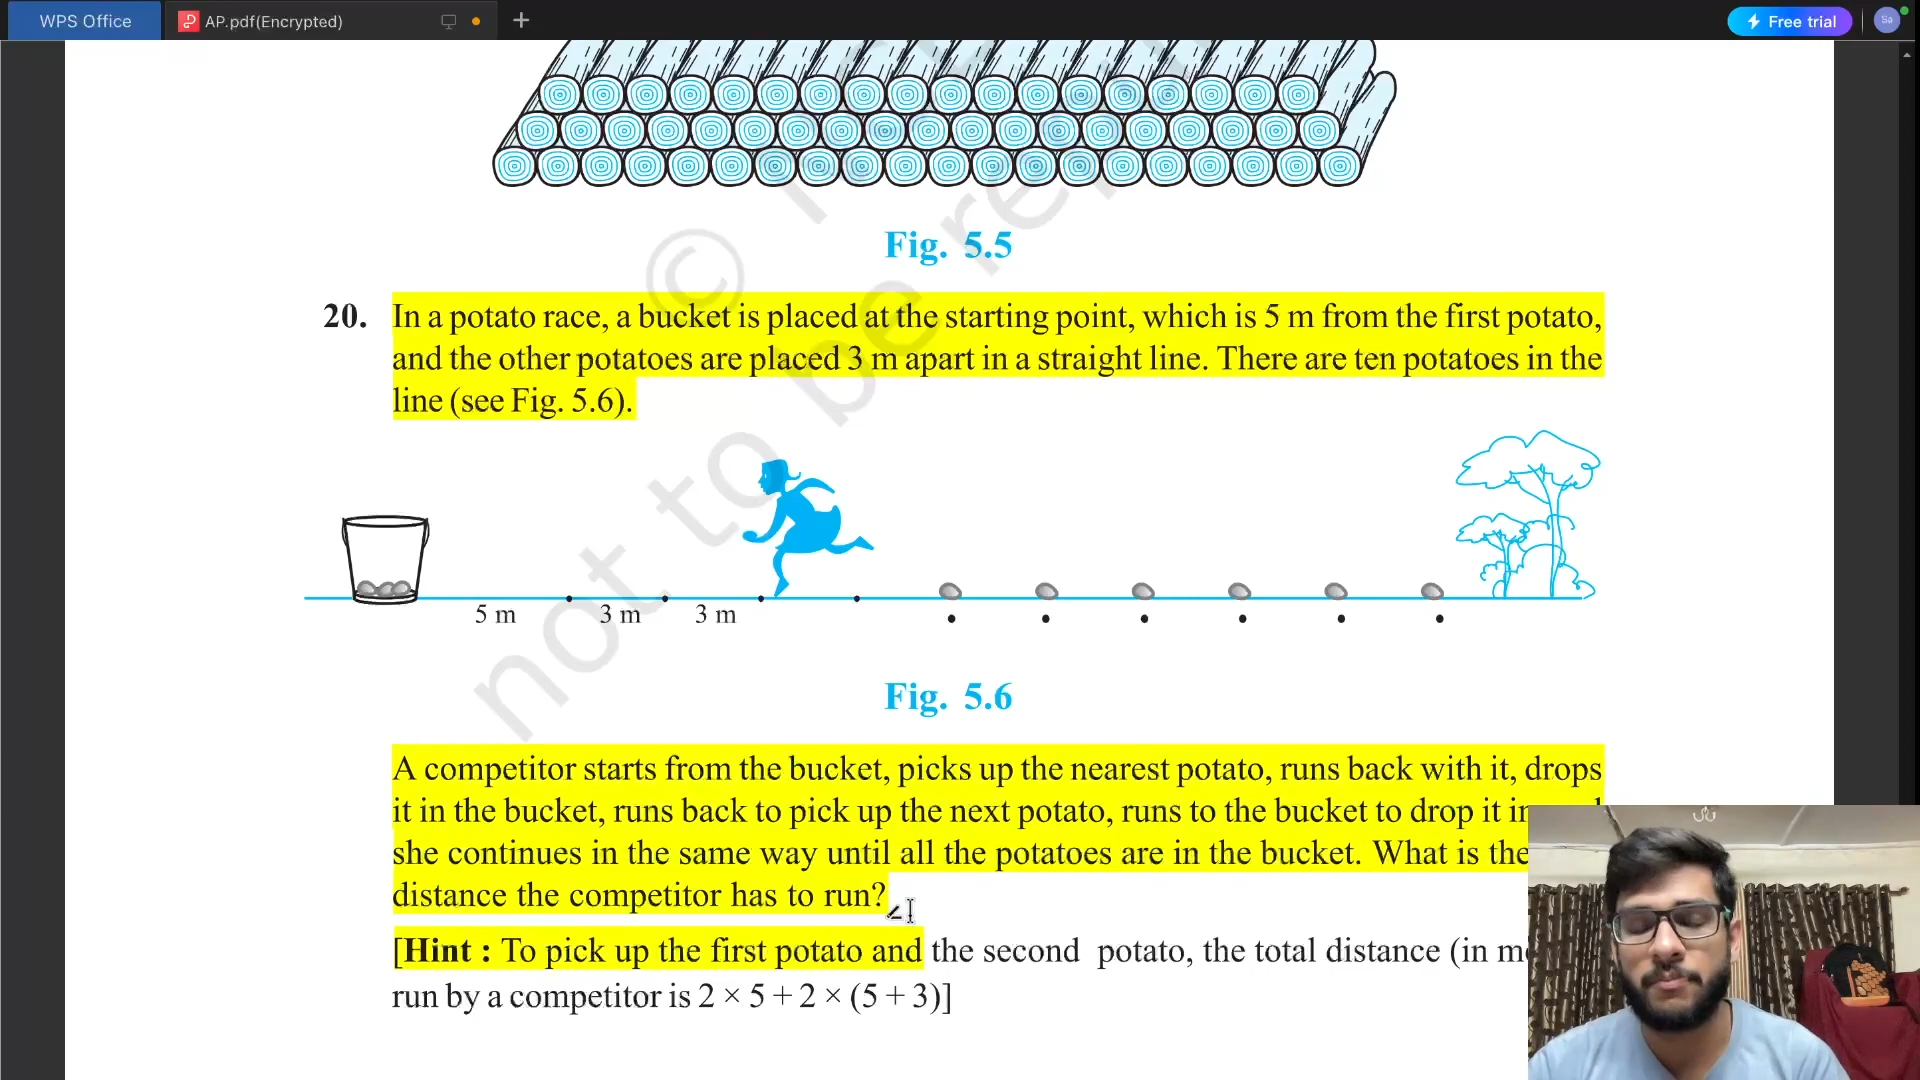 WPS Office
AP.pdf(Encrypted)
Free trial
Sa
Fig. 5.5
20. In a potato race, a bucket is placed at the starting point, which is 5 m from the first potato,
and the other potatoes are placed 3 m apart in a straight line. There are ten potatoes in the
line (see Fig. 5.6).
5 m
3 m
3 m
Fig. 5.6
A competitor starts from the bucket, picks up the nearest potato, runs back with it, drops
it in the bucket, runs back to pick up the next potato, runs to the bucket to drop it in
she continues in the same way until all the potatoes are in the bucket. What is the
distance the competitor has to run?
[Hint : To pick up the first potato and the second potato, the total distance (in
run by a competitor is 2 × 5 + 2 × (5 + 3)]
©
not to be re